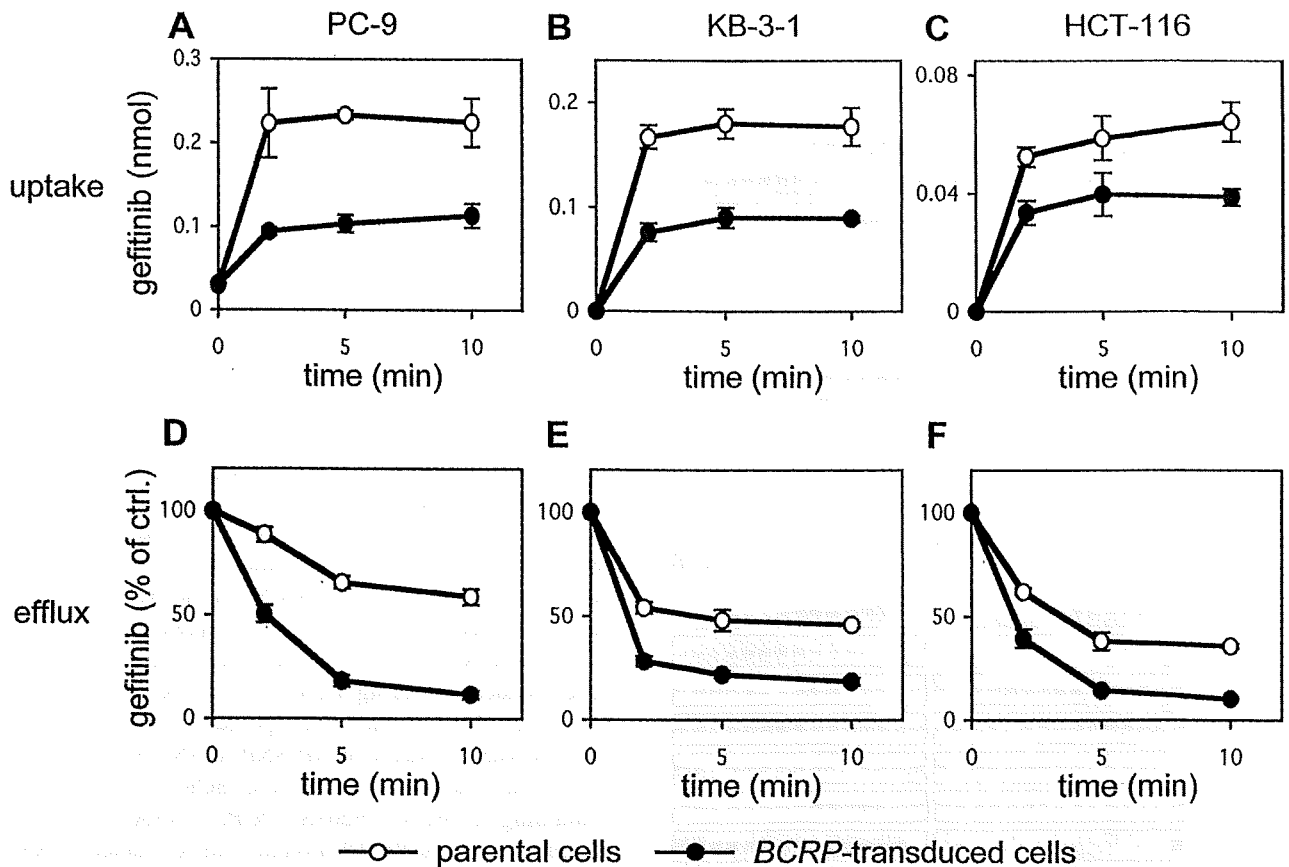 A PC-9 B KB-3-1 C HCT-116
uptake
gefitinib (nmol)
0.3
0.2
0.1
0
0 5 10
time (min)
0.2
0.1
0
0 5 10
time (min)
0.08
0.04
0
0 5 10
time (min)
D E F
efflux
gefitinib (% of ctrl.)
100
50
0
0 5 10
time (min)
100
50
0
0 5 10
time (min)
100
50
0
0 5 10
time (min)
parental cells BCRP-transduced cells